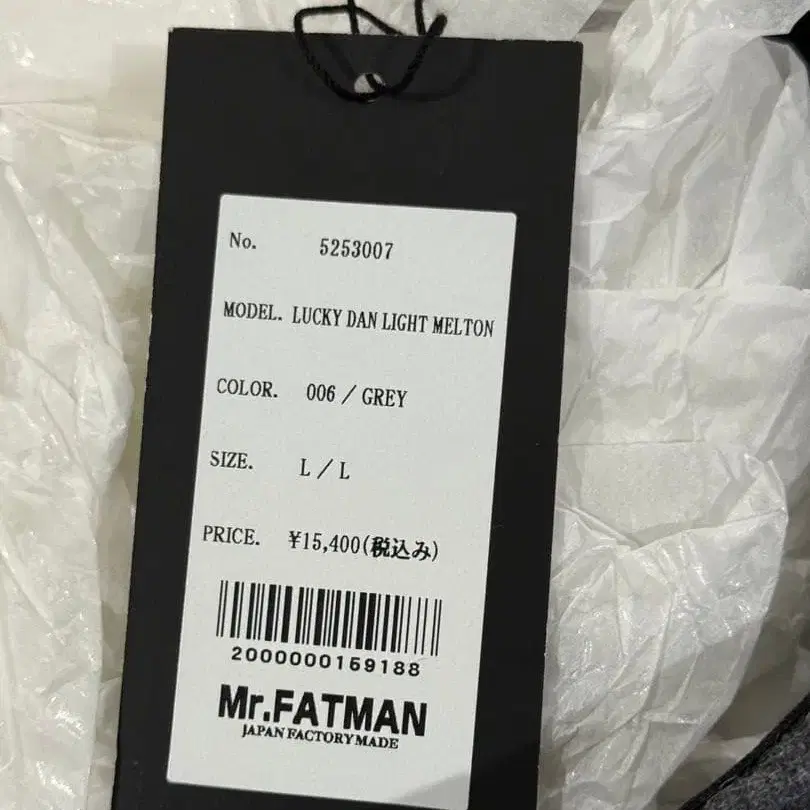 No. 5253007
MODEL. LUCKY DAN LIGHT MELTON
COLOR. 006 / GREY
SIZE. L / L
PRICE. ¥15,400(税込み)
2000000159188
Mr.FATMAN
JAPAN FACTORY MADE